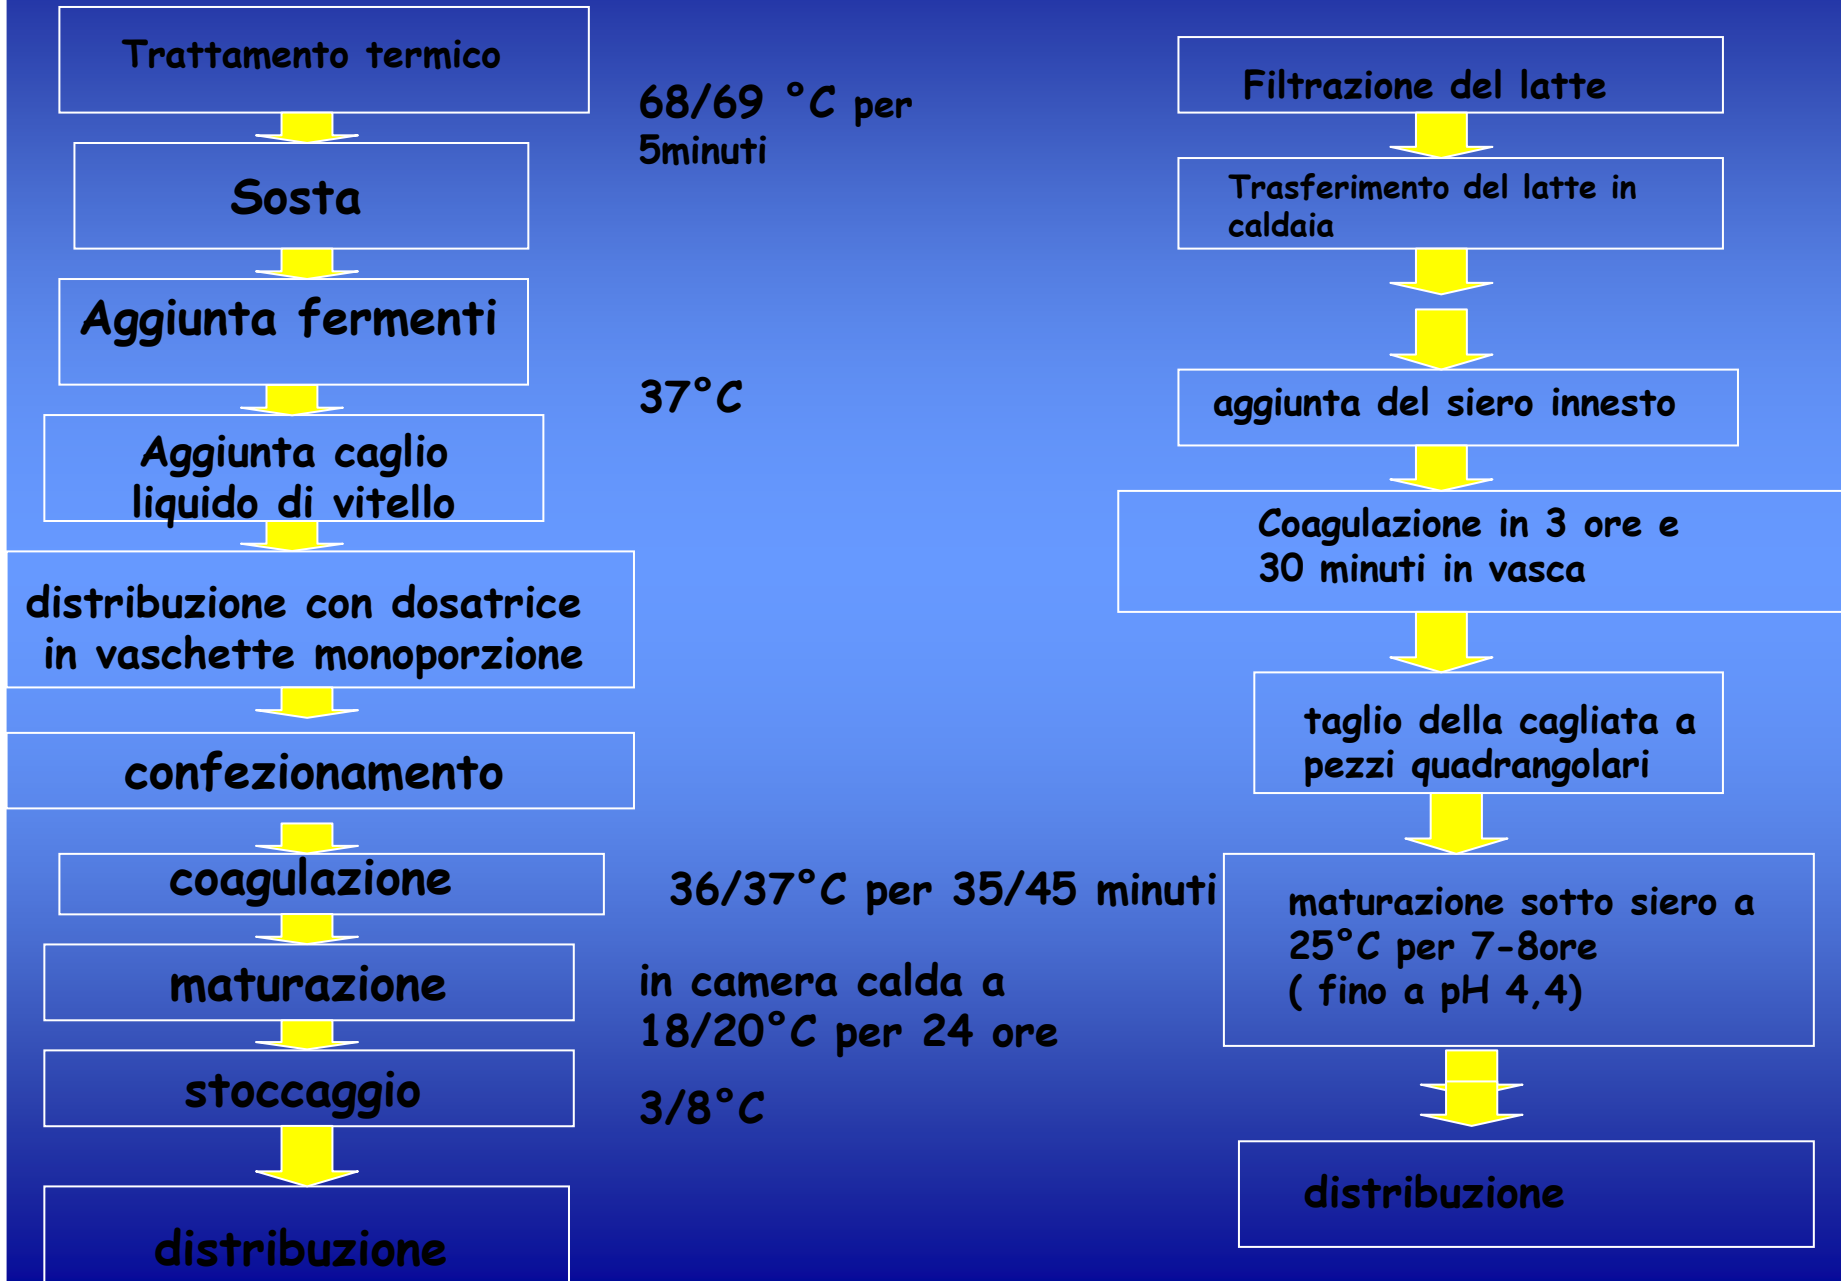 Trattamento termico
68/69 °C per
5minuti
Sosta
Aggiunta fermenti
37°C
Aggiunta caglio
liquido di vitello
distribuzione con dosatrice
in vaschette monoporzione
confezionamento
coagulazione
36/37°C per 35/45 minuti
maturazione
in camera calda a
18/20°C per 24 ore
stoccaggio
3/8°C
distribuzione
Filtrazione del latte
Trasferimento del latte in
caldaia
aggiunta del siero innesto
Coagulazione in 3 ore e
30 minuti in vasca
taglio della cagliata a
pezzi quadrangolari
maturazione sotto siero a
25°C per 7-8ore
( fino a pH 4,4)
distribuzione